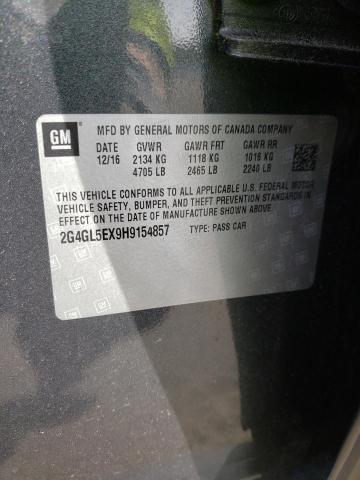 GM
MFD BY GENERAL MOTORS OF CANADA COMPANY
DATE GVWR GAWR FRT GAWR RR
12/16 2134 KG 1118 KG 1016 KG
4705 LB 2465 LB 2240 LB
THIS VEHICLE CONFORMS TO ALL APPLICABLE U.S. FEDERAL MOTOR
VEHICLE SAFETY, BUMPER, AND THEFT PREVENTION
STANDARDS IN EFFECT ON THE DATE OF MANUFACTURE SHOWN ABOVE.
2G4GL5EX9H9154857 TYPE: PASS CAR